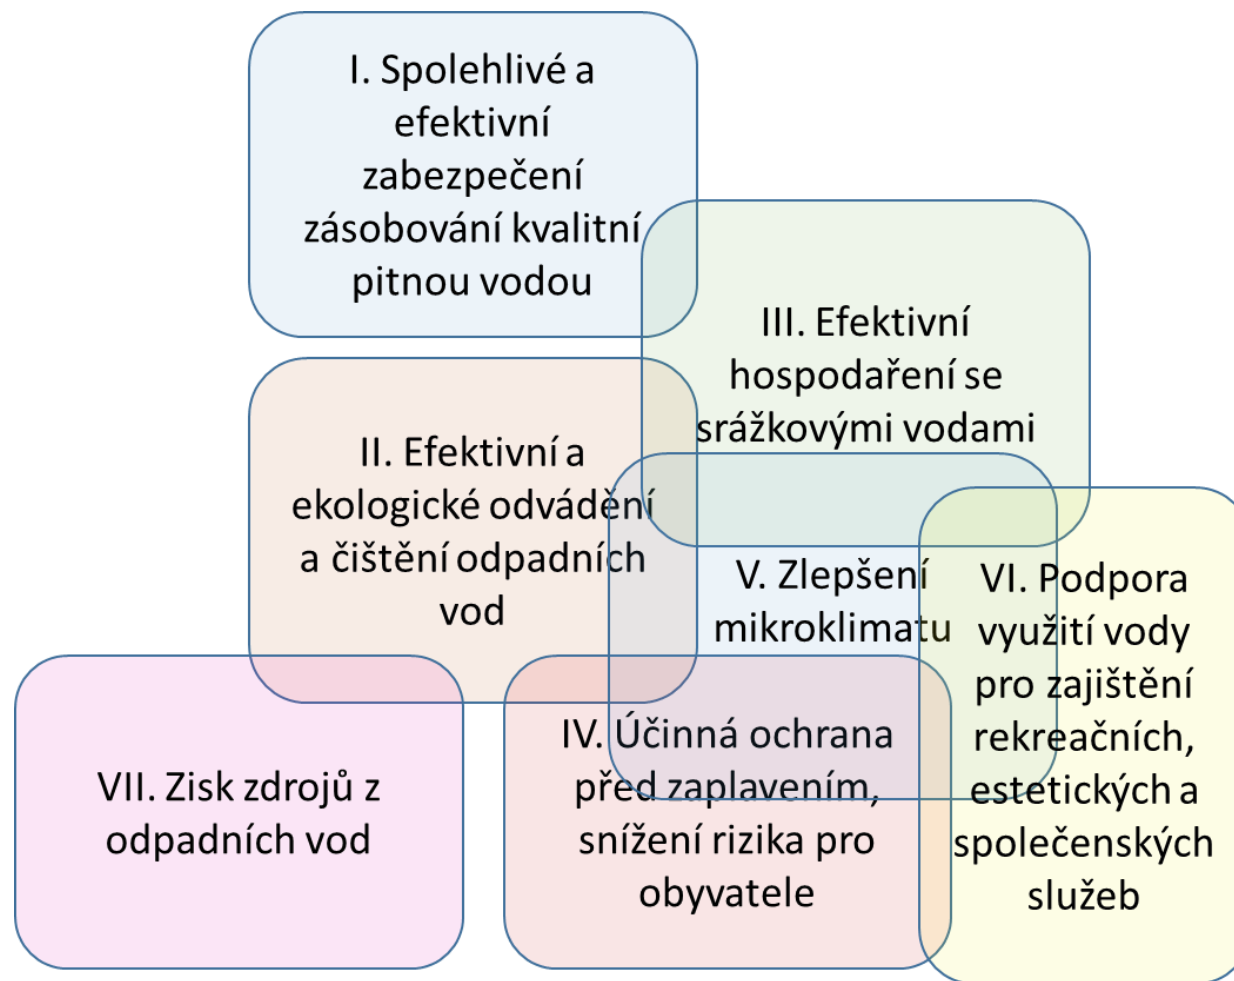 I. Spolehlivé a
efektivní
zabezpečení
zásobování kvalitní
pitnou vodou
II. Efektivní a
ekologické odvádění
a čištění odpadních
vod
III. Efektivní
hospodaření se
srážkovými vodami
IV. Účinná ochrana
před zaplavením,
snížení rizika pro
obyvatele
V. Zlepšení
mikroklimatu
VI. Podpora
využití vody
pro zajištění
rekreačních,
estetických a
společenských
služeb
VII. Zisk zdrojů z
odpadních vod